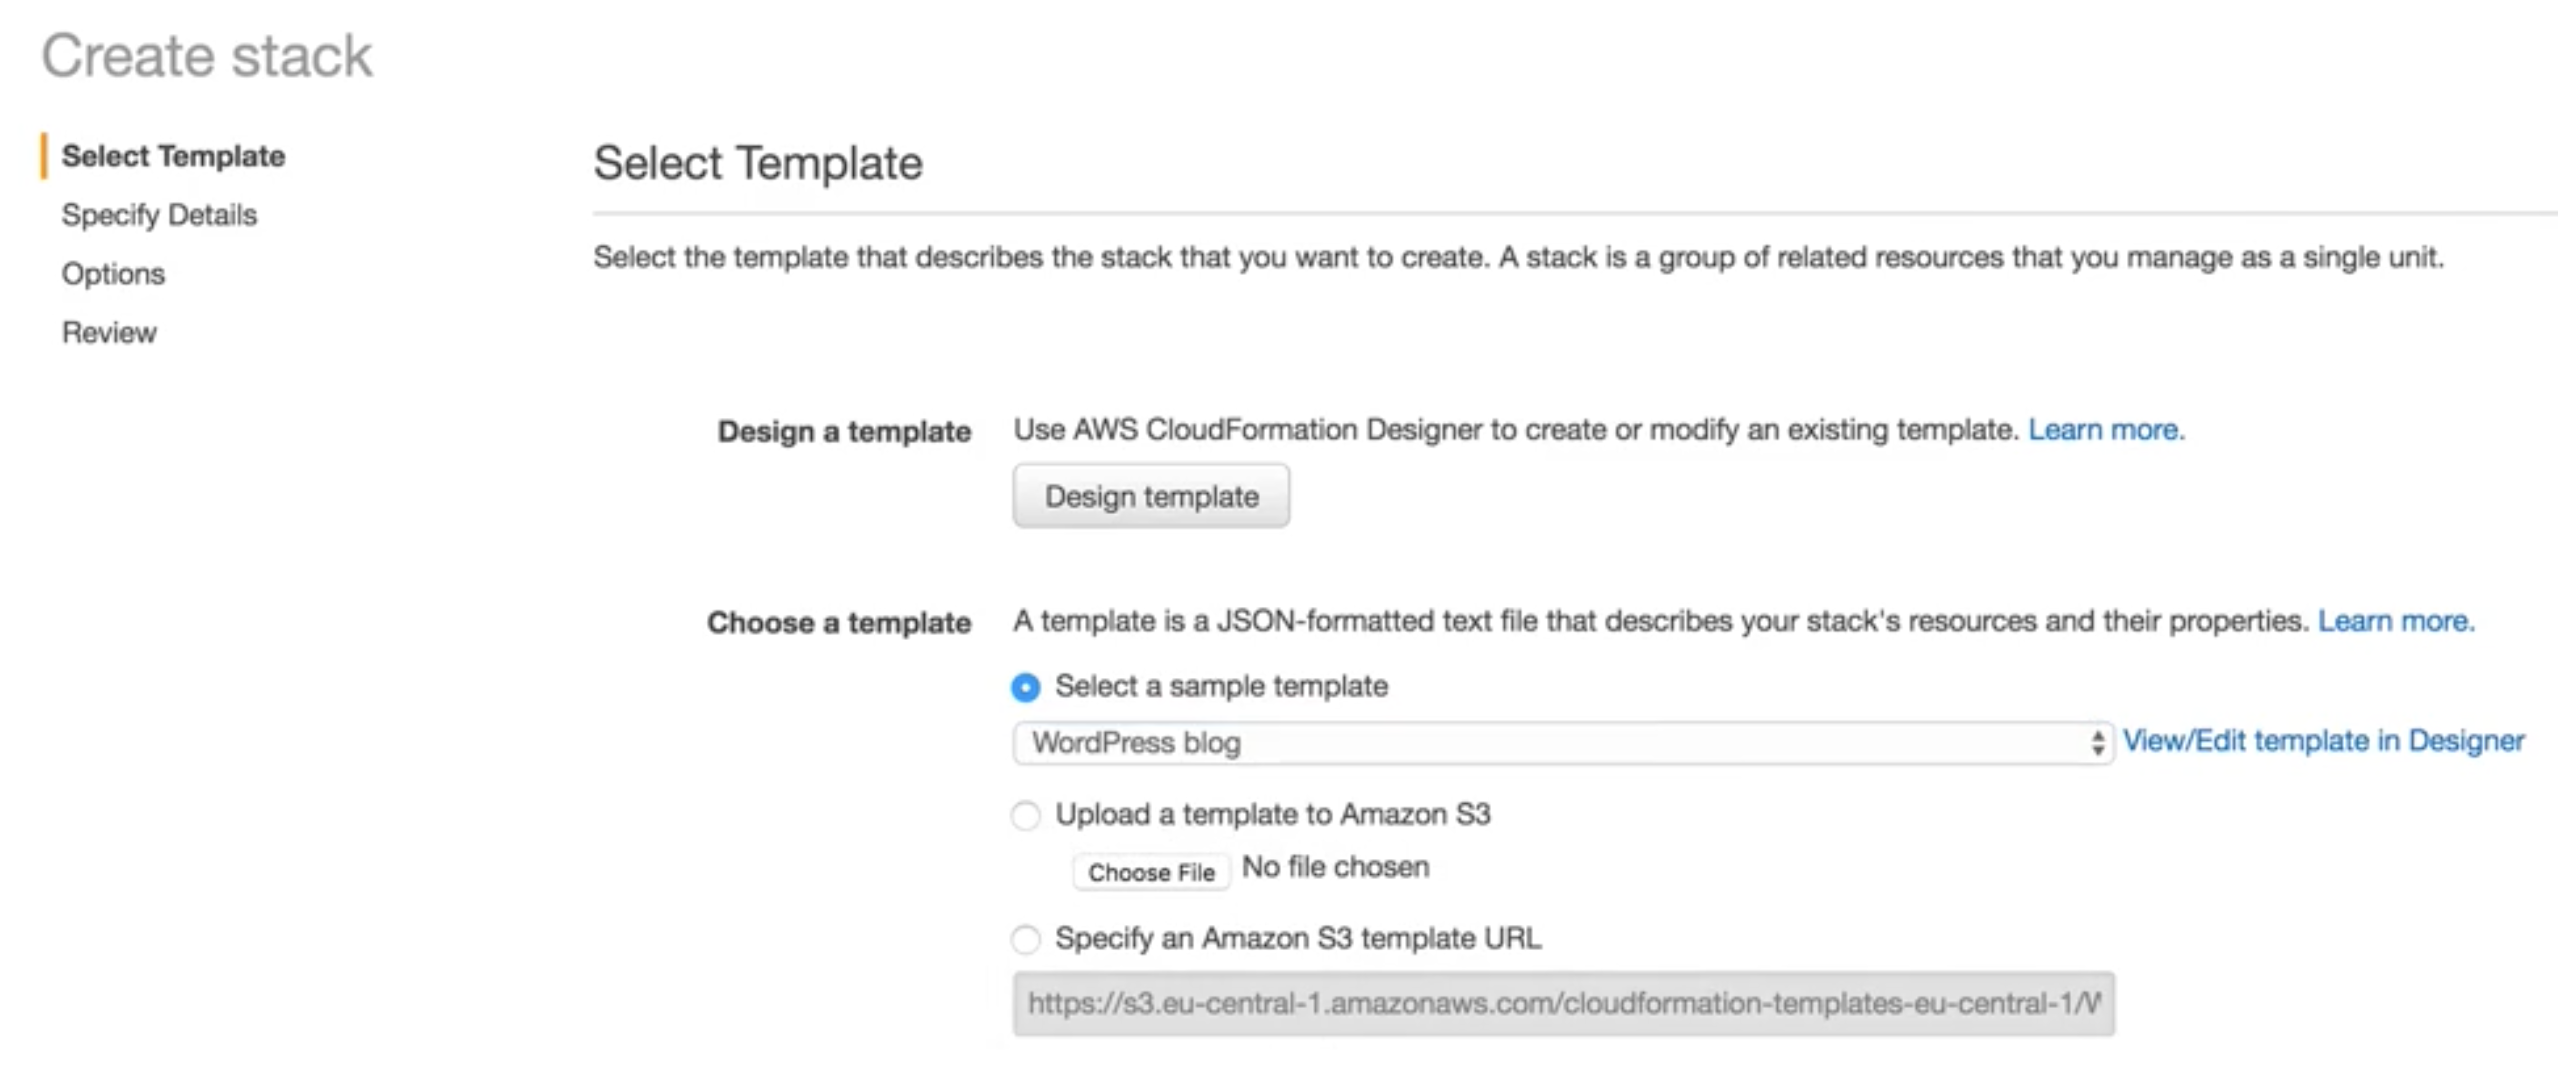 Create stack
Select Template
Specify Details
Options
Review
Select Template
Select the template that describes the stack that you want to create. A stack is a group of related resources that you manage as a single unit.
Design a template
Use AWS CloudFormation Designer to create or modify an existing template. Learn more.
Design template
Choose a template
A template is a JSON-formatted text file that describes your stack's resources and their properties. Learn more.
Select a sample template
WordPress blog
View/Edit template in Designer
Upload a template to Amazon S3
Choose File No file chosen
Specify an Amazon S3 template URL
https://s3.eu-central-1.amazonaws.com/cloudformation-templates-eu-central-1/